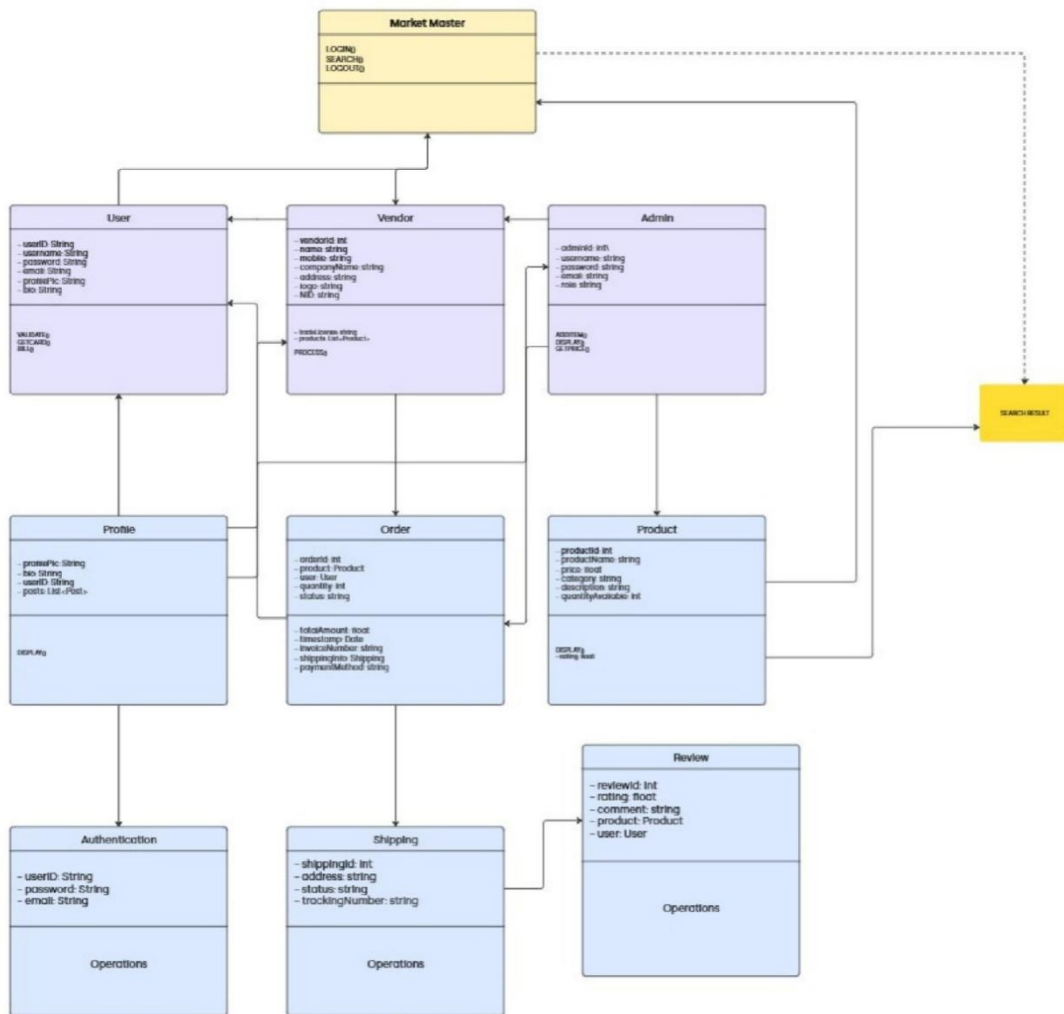 Market Master
LOGIN()
SEARCH()
LOGOUT()
User
- userID: String
- username: String
- password: String
- email: String
- profilePic: String
- bio: String
VALIDATE()
GETCARD()
BILL()
Vendor
- vendorId: int
- name: string
- mobile: string
- companyName: string
- address: string
- logo: string
- NID: string
- tradeLicense: string
- products: List<Product>
PROCESS()
Admin
- adminId: int\
- username: string
- password: string
- email: string
- role: string
ADDITEM()
DISPLAY()
GETPRICE()
SEARCH RESULT
Profile
- profilePic: String
- bio: String
- userID: String
- posts: List<Post>
DISPLAY()
Order
- orderId: int
- product: Product
- user: User
- quantity: int
- status: string
- totalAmount: float
- timestamp: Date
- invoiceNumber: string
- shippingInfo: Shipping
- paymentMethod: string
Product
- productId: int
- productName: string
- price: float
- category: string
- description: string
- quantityAvailable: int
DISPLAY()
- rating: float
Review
- reviewId: int
- rating: float
- comment: string
- product: Product
- user: User
Operations
Authentication
- userID: String
- password: String
- email: String
Operations
Shipping
- shippingId: int
- address: string
- status: string
- trackingNumber: string
Operations